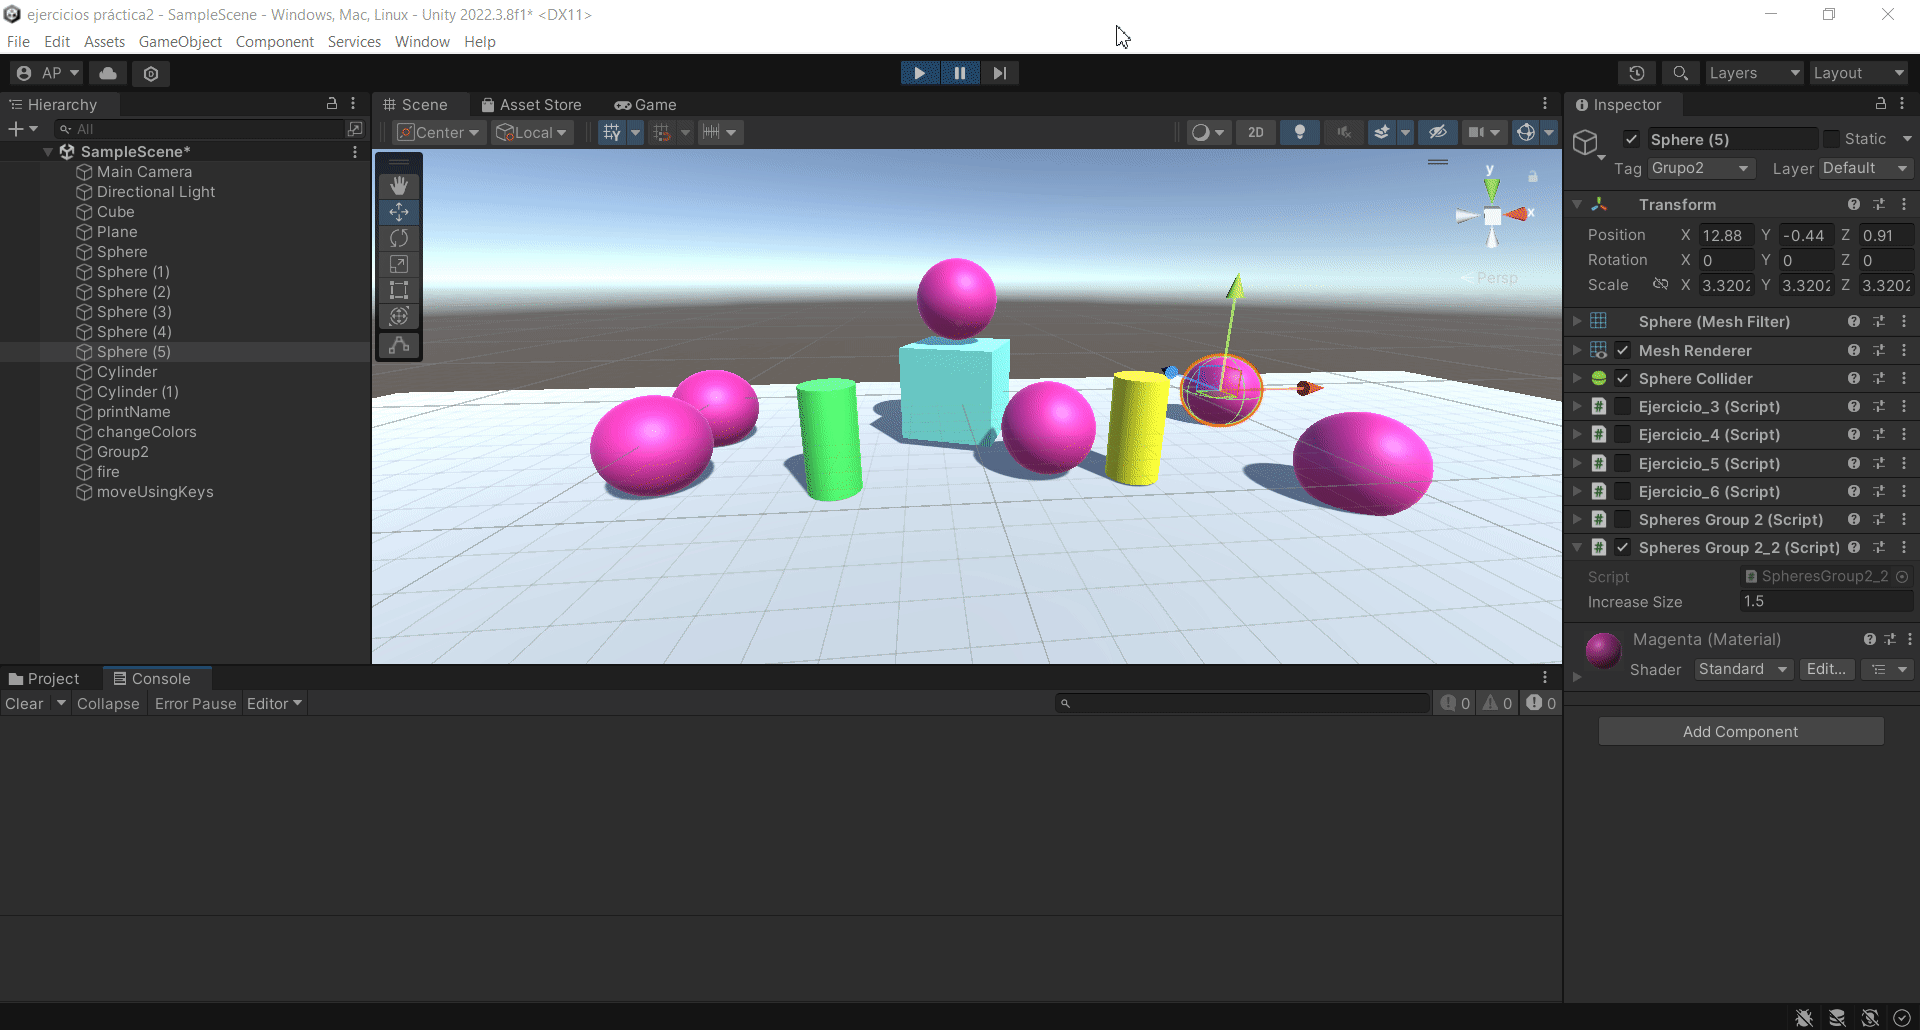 ejercicios práctica2 - SampleScene - Windows, Mac, Linux - Unity 2022.3.8f1* <DX11>
File Edit Assets GameObject Component Services Window Help
AP Layers Layout
Hierarchy
All
SampleScene*
Main Camera
Directional Light
Cube
Plane
Sphere
Sphere (1)
Sphere (2)
Sphere (3)
Sphere (4)
Sphere (5)
Cylinder
Cylinder (1)
printName
changeColors
Group2
fire
moveUsingKeys
Scene Asset Store Game
Center Local 2D
y
x
Persp
Inspector
Sphere (5) Static
Tag Grupo2 Layer Default
Transform
Position X 12.88 Y -0.44 Z 0.91
Rotation X 0 Y 0 Z 0
Scale X 3.3202 Y 3.3202 Z 3.3202
Sphere (Mesh Filter)
Mesh Renderer
Sphere Collider
Ejercicio_3 (Script)
Ejercicio_4 (Script)
Ejercicio_5 (Script)
Ejercicio_6 (Script)
Spheres Group 2 (Script)
Spheres Group 2_2 (Script)
Script SpheresGroup2_2
Increase Size 1.5
Magenta (Material)
Shader Standard Edit...
Add Component
Project Console
Clear Collapse Error Pause Editor 0 0 0